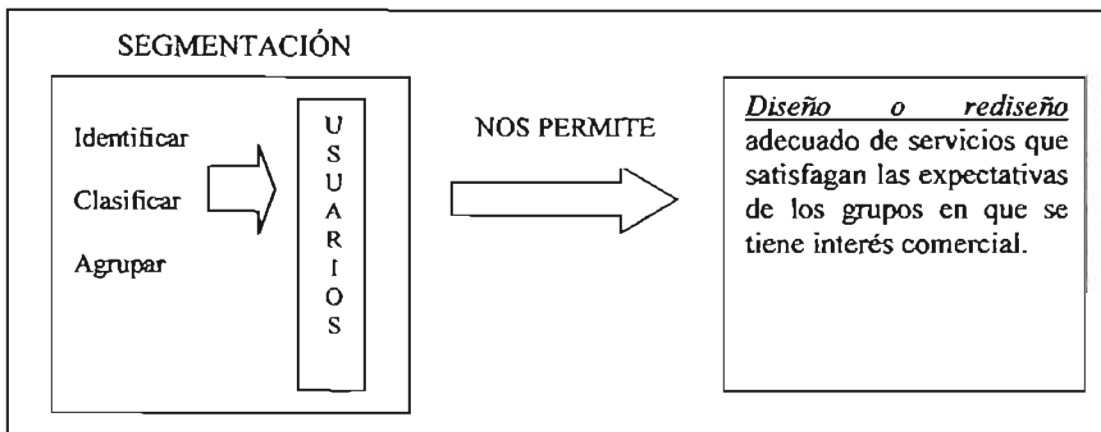 SEGMENTACIÓN
Identificar
Clasificar
Agrupar
USUARIOS
NOS PERMITE
Diseño o rediseño
adecuado de servicios que
satisfagan las expectativas
de los grupos en que se
tiene interés comercial.